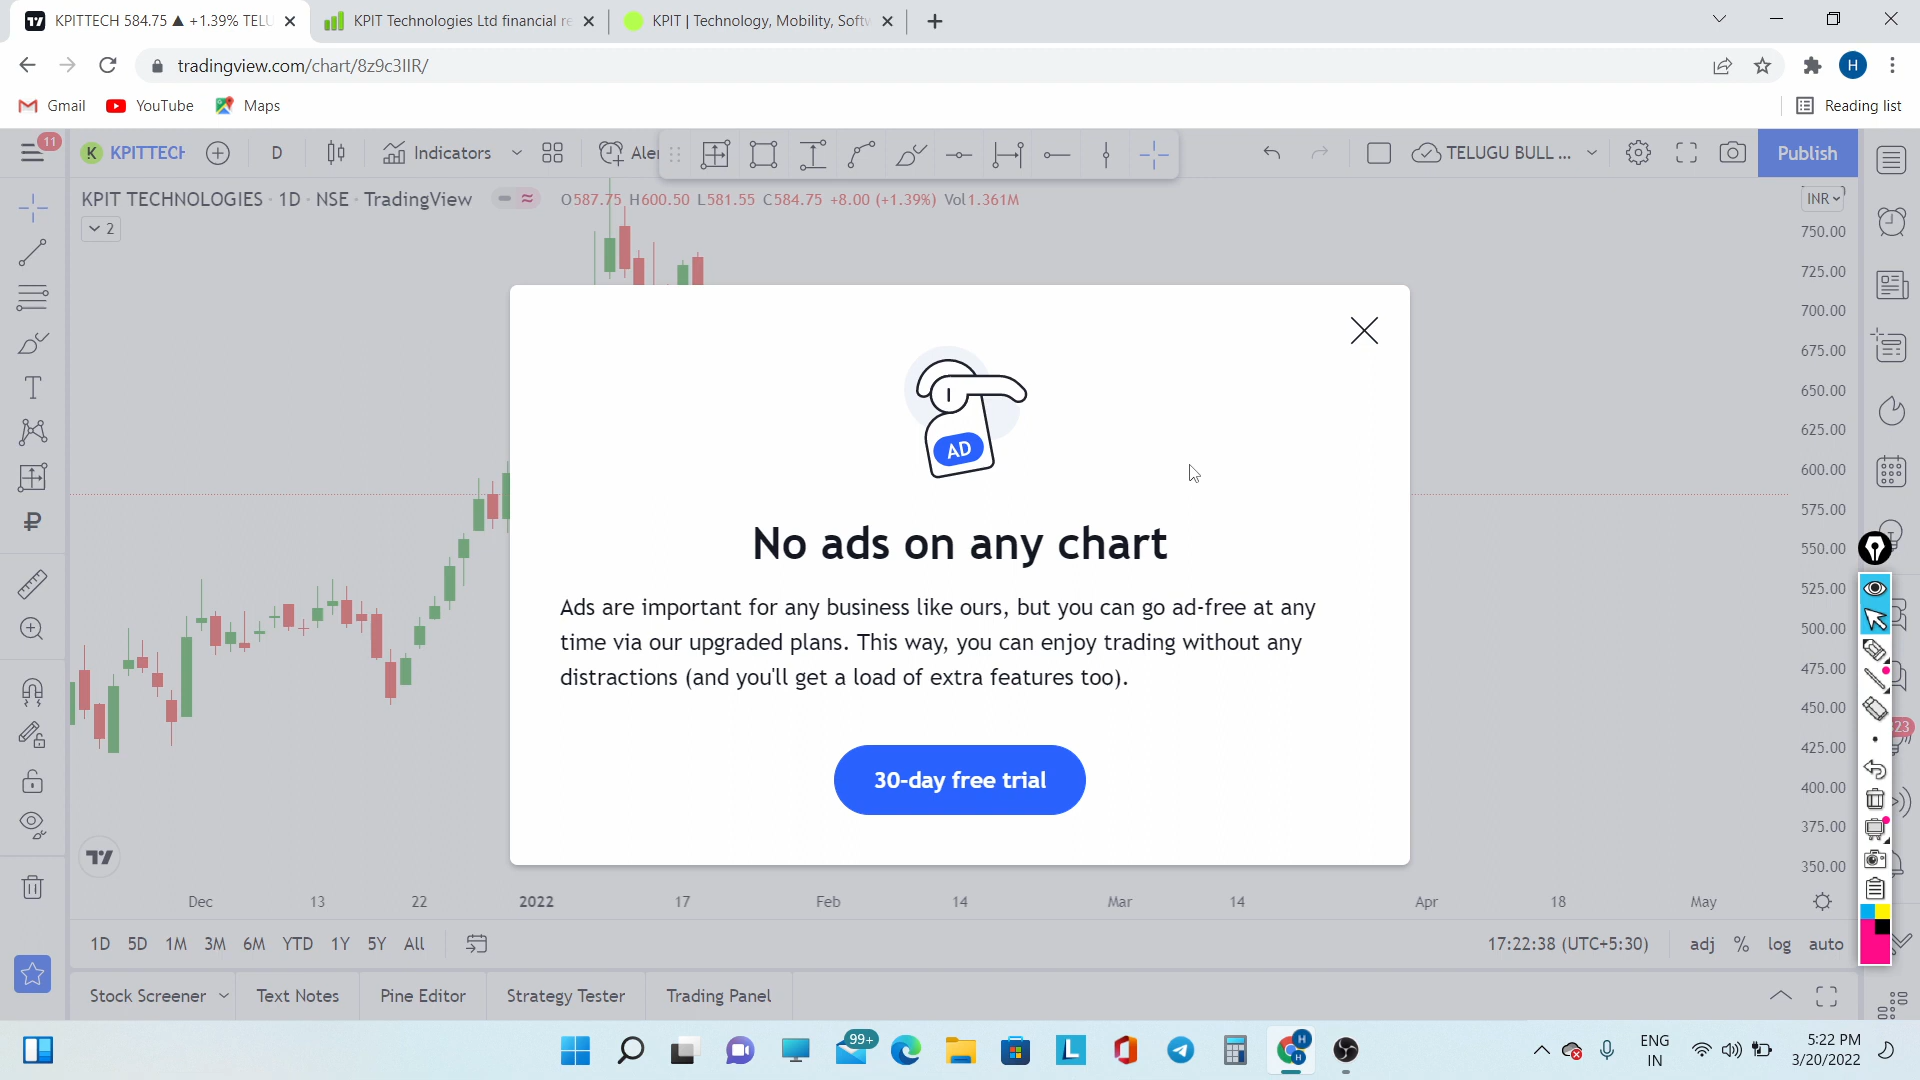 KPITTECH 584.75 ▲ +1.39% TELU
KPIT Technologies Ltd financial re
KPIT | Technology, Mobility, Softw
tradingview.com/chart/8z9c3IIR/
H
Gmail
YouTube
Maps
Reading list
11
K
KPITTECH
D
Indicators
Aler
TELUGU BULL ...
Publish
KPIT TECHNOLOGIES · 1D · NSE · TradingView
O587.75 H600.50 L581.55 C584.75 +8.00 (+1.39%) Vol1.361M
INR
2
750.00
725.00
700.00
675.00
650.00
625.00
600.00
575.00
550.00
525.00
500.00
475.00
450.00
425.00
400.00
375.00
350.00
AD
No ads on any chart
Ads are important for any business like ours, but you can go ad-free at any
time via our upgraded plans. This way, you can enjoy trading without any
distractions (and you'll get a load of extra features too).
30-day free trial
23
Dec 13 22 2022 17 Feb 14 Mar 14 Apr 18 May
1D 5D 1M 3M 6M YTD 1Y 5Y All
17:22:38 (UTC+5:30) adj % log auto
Stock Screener Text Notes Pine Editor Strategy Tester Trading Panel
99+
L
H
H
ENG
IN
5:22 PM
3/20/2022